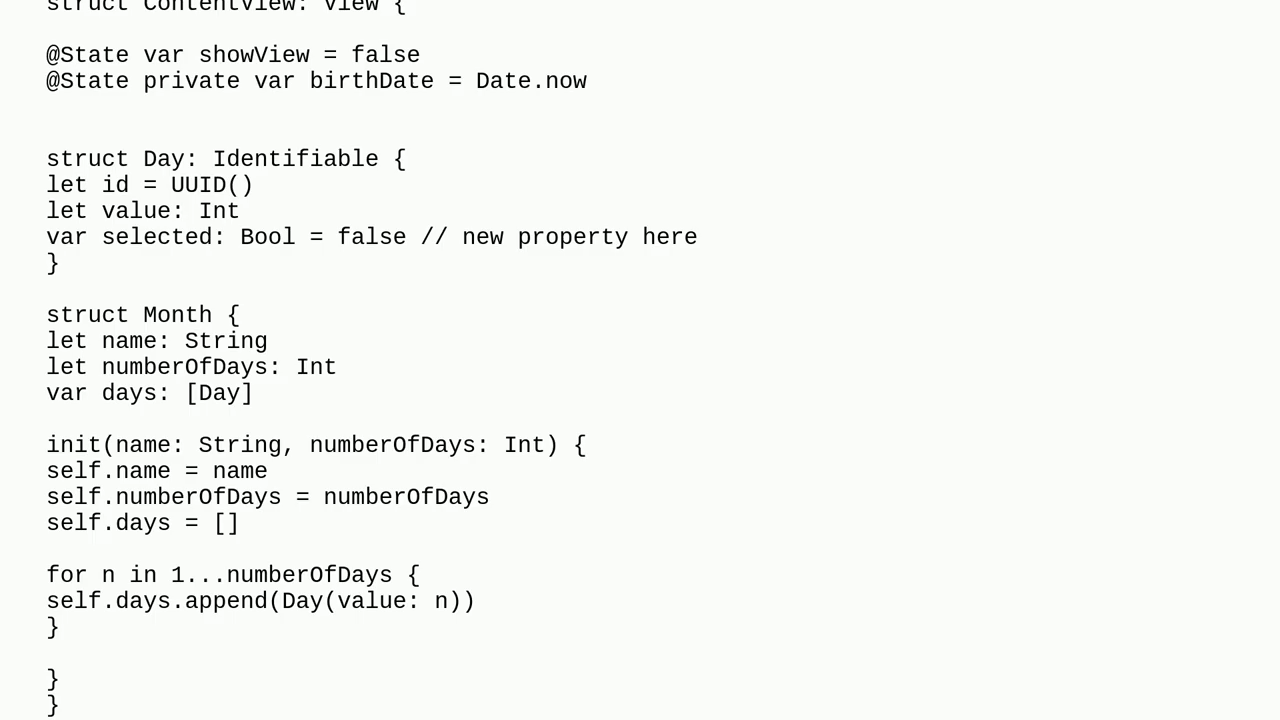 struct ContentView: View {
@State var showView = false
@State private var birthDate = Date.now
struct Day: Identifiable {
let id = UUID()
let value: Int
var selected: Bool = false // new property here
}
struct Month {
let name: String
let numberOfDays: Int
var days: [Day]
init(name: String, numberOfDays: Int) {
self.name = name
self.numberOfDays = numberOfDays
self.days = []
for n in 1...numberOfDays {
self.days.append(Day(value: n))
}
}
}